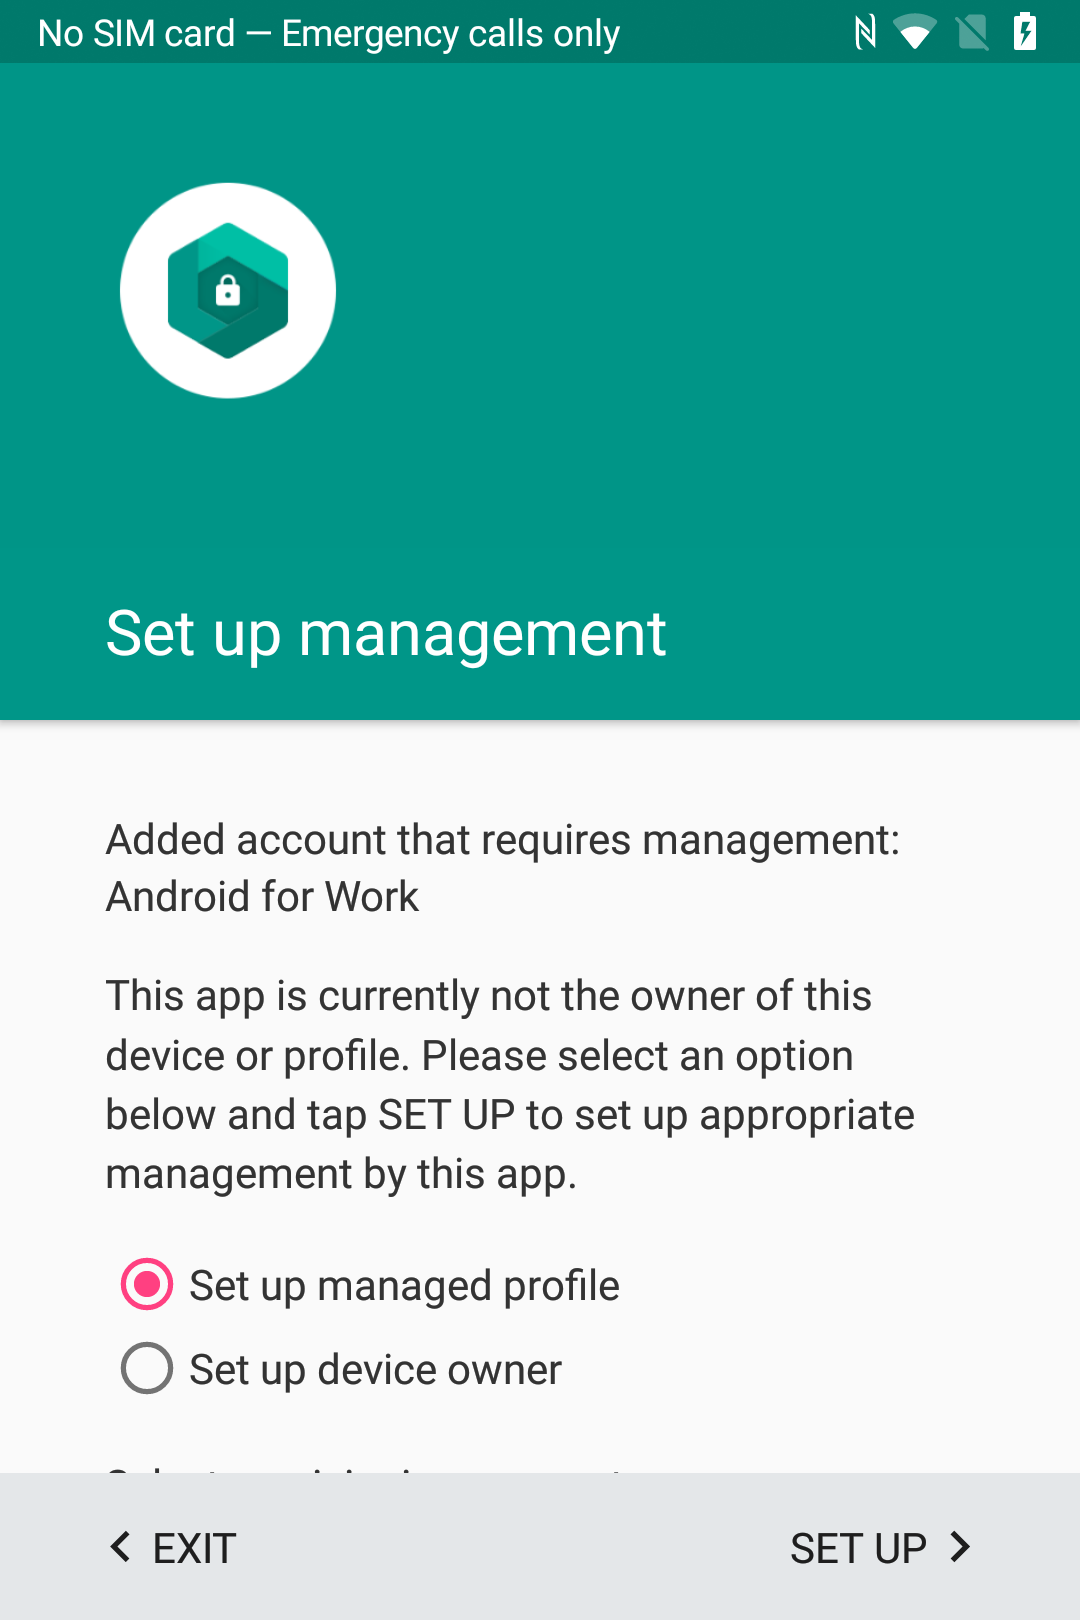 No SIM card — Emergency calls only
Set up management
Added account that requires management:
Android for Work
This app is currently not the owner of this
device or profile. Please select an option
below and tap SET UP to set up appropriate
management by this app.
Set up managed profile
Set up device owner
EXIT
SET UP